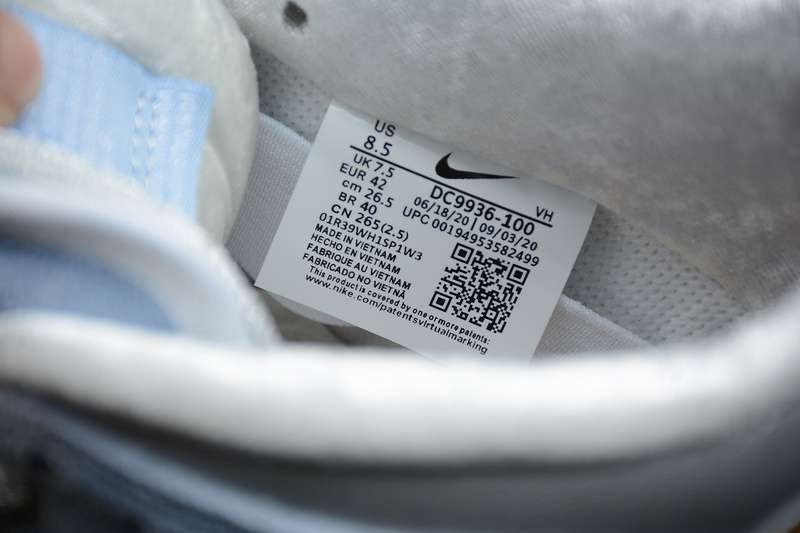 US
8.5
UK 7.5
EUR 42
cm 26.5
BR 40
CN 265(2.5)
DC9936-100
VH
06/18/20 | 09/03/20
UPC 00194953582499
01R39WH1SP1W3
MADE IN VIETNAM
HECHO EN VIETNAM
FABRIQUE AU VIETNAM
FABRICADO NO VIETNÃ
This product is covered by one or more patents:
www.nike.com/patentsvirtualmarking